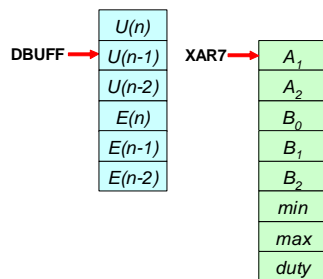 U(n)
DBUFF
U(n-1)
U(n-2)
E(n)
E(n-1)
E(n-2)
XAR7
A1
A2
B0
B1
B2
min
max
duty